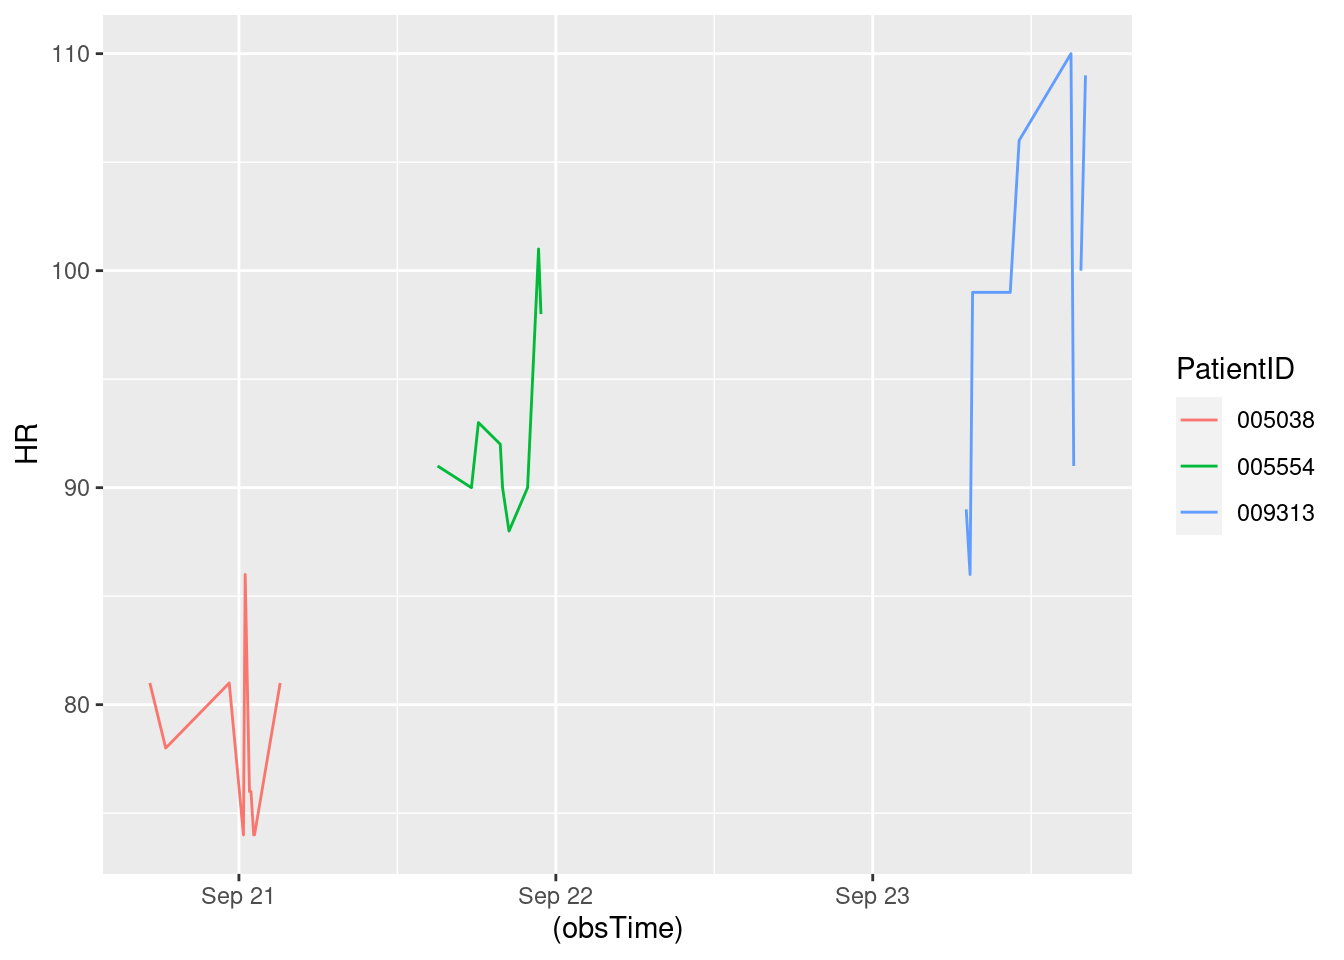 110
100
90
80
HR
Sep 21
Sep 22
Sep 23
(obsTime)
PatientID
005038
005554
009313